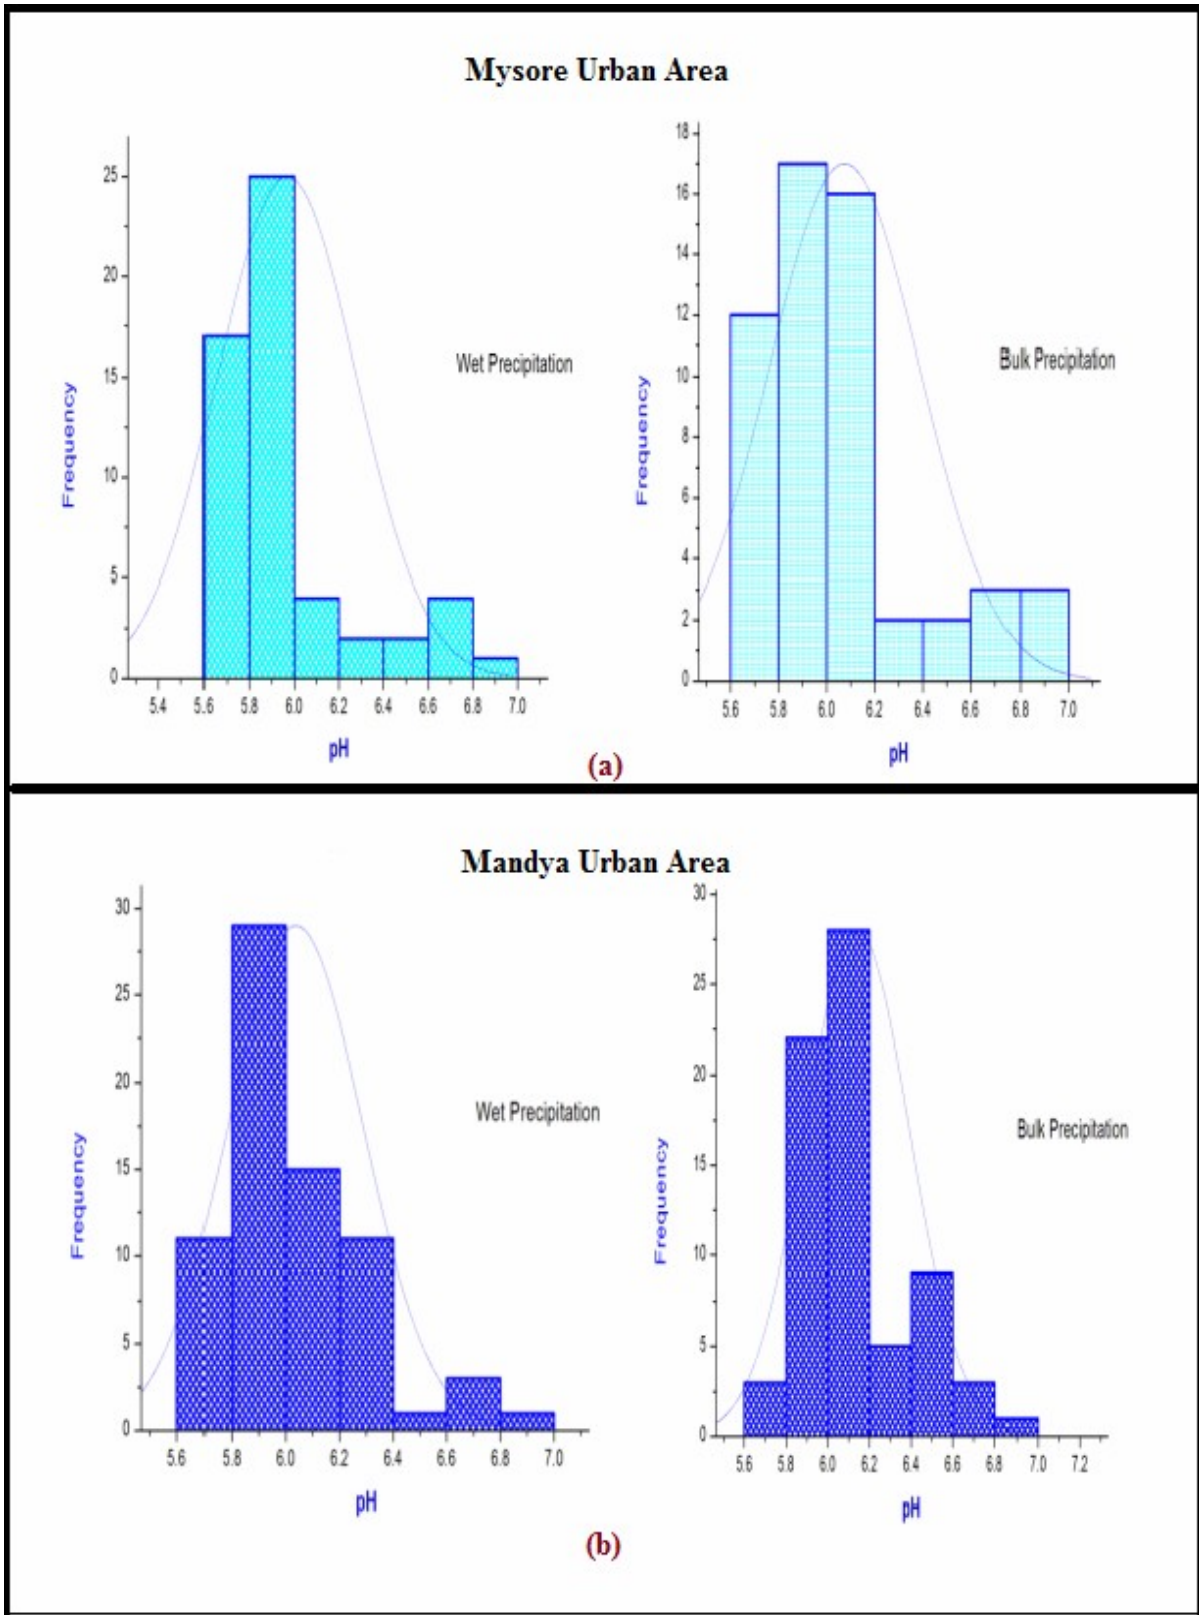 Mysore Urban Area
25
20
15
10
5
0
Frequency
Wet Precipitation
5.4 5.6 5.8 6.0 6.2 6.4 6.6 6.8 7.0
pH
18
16
14
12
10
8
6
4
2
0
Frequency
Bulk Precipitation
5.6 5.8 6.0 6.2 6.4 6.6 6.8 7.0
pH
(a)
Mandya Urban Area
30
25
20
15
10
5
0
Frequency
Wet Precipitation
5.6 5.8 6.0 6.2 6.4 6.6 6.8 7.0
pH
30
25
20
15
10
5
0
Frequency
Bulk Precipitation
5.6 5.8 6.0 6.2 6.4 6.6 6.8 7.0 7.2
pH
(b)